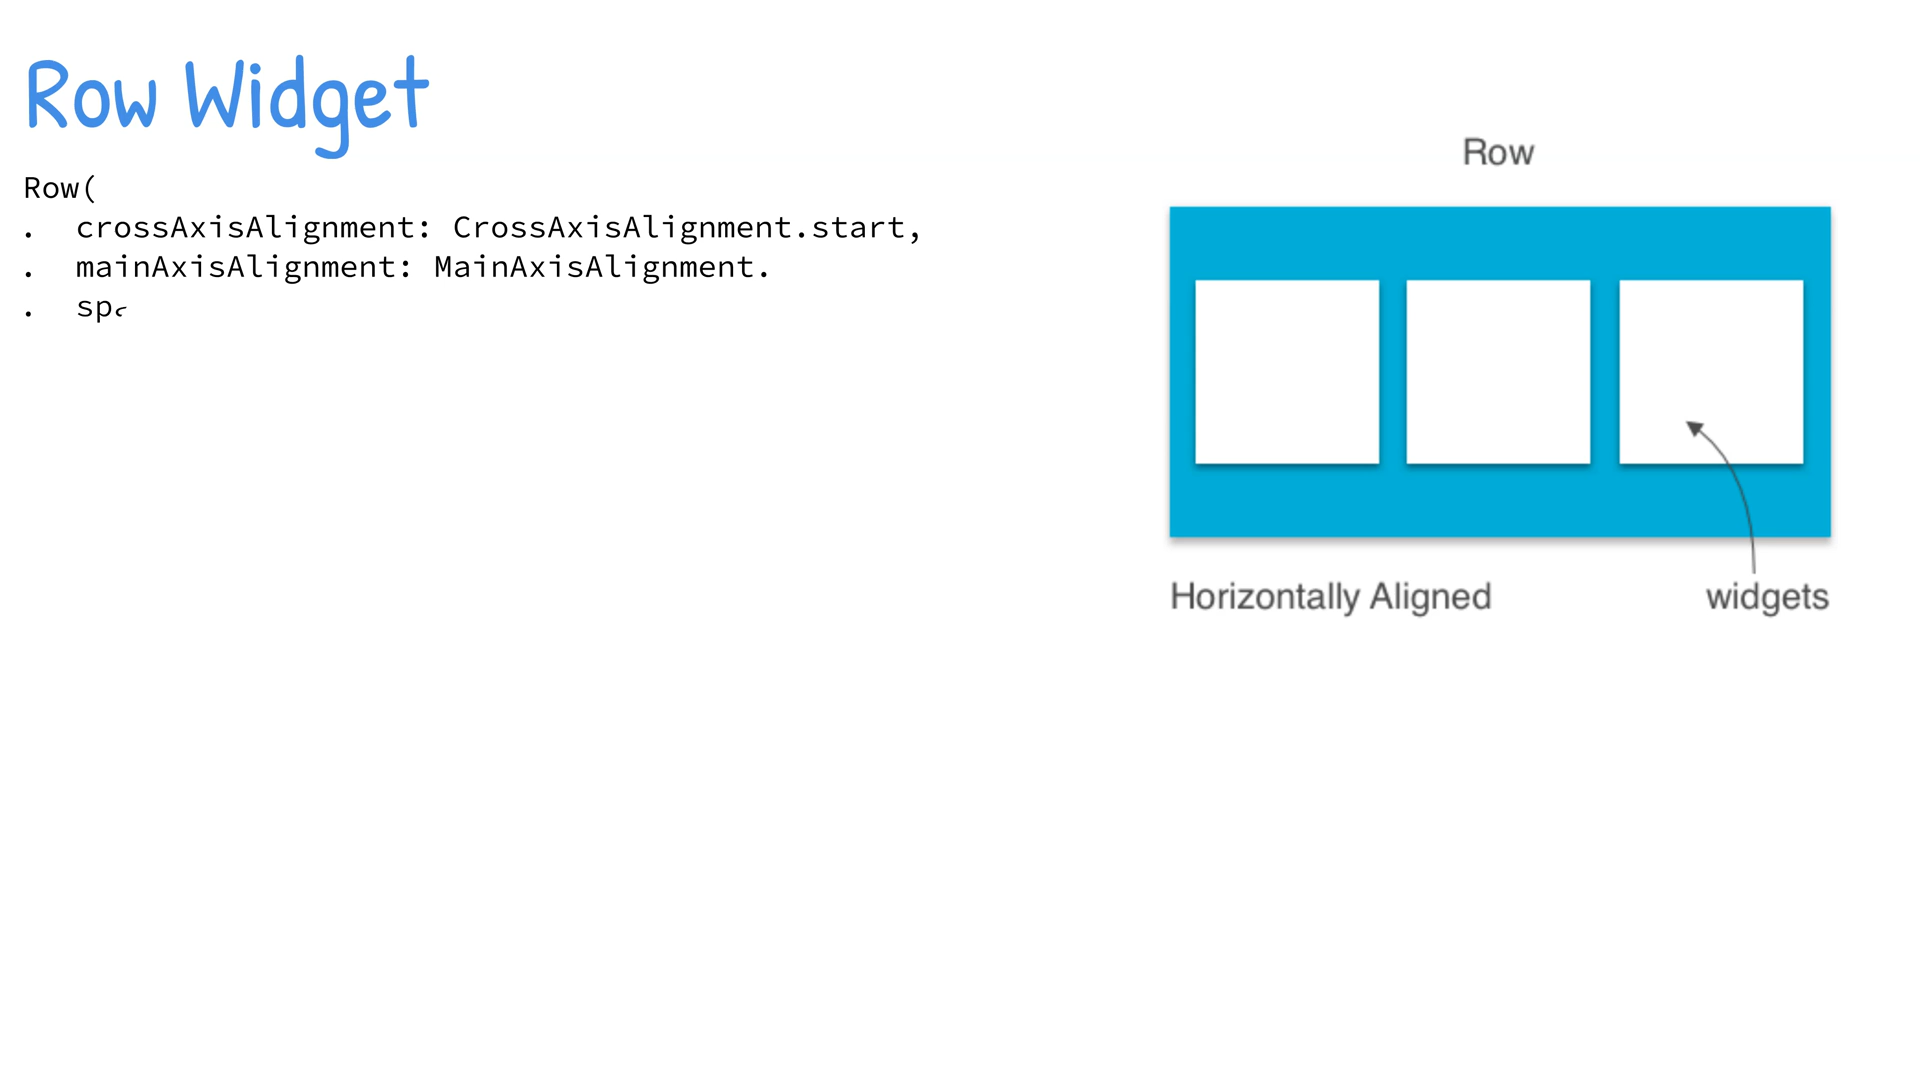 Row Widget
Row(
.  crossAxisAlignment: CrossAxisAlignment.start,
.  mainAxisAlignment: MainAxisAlignment.
.  sp
Row
Horizontally Aligned
widgets